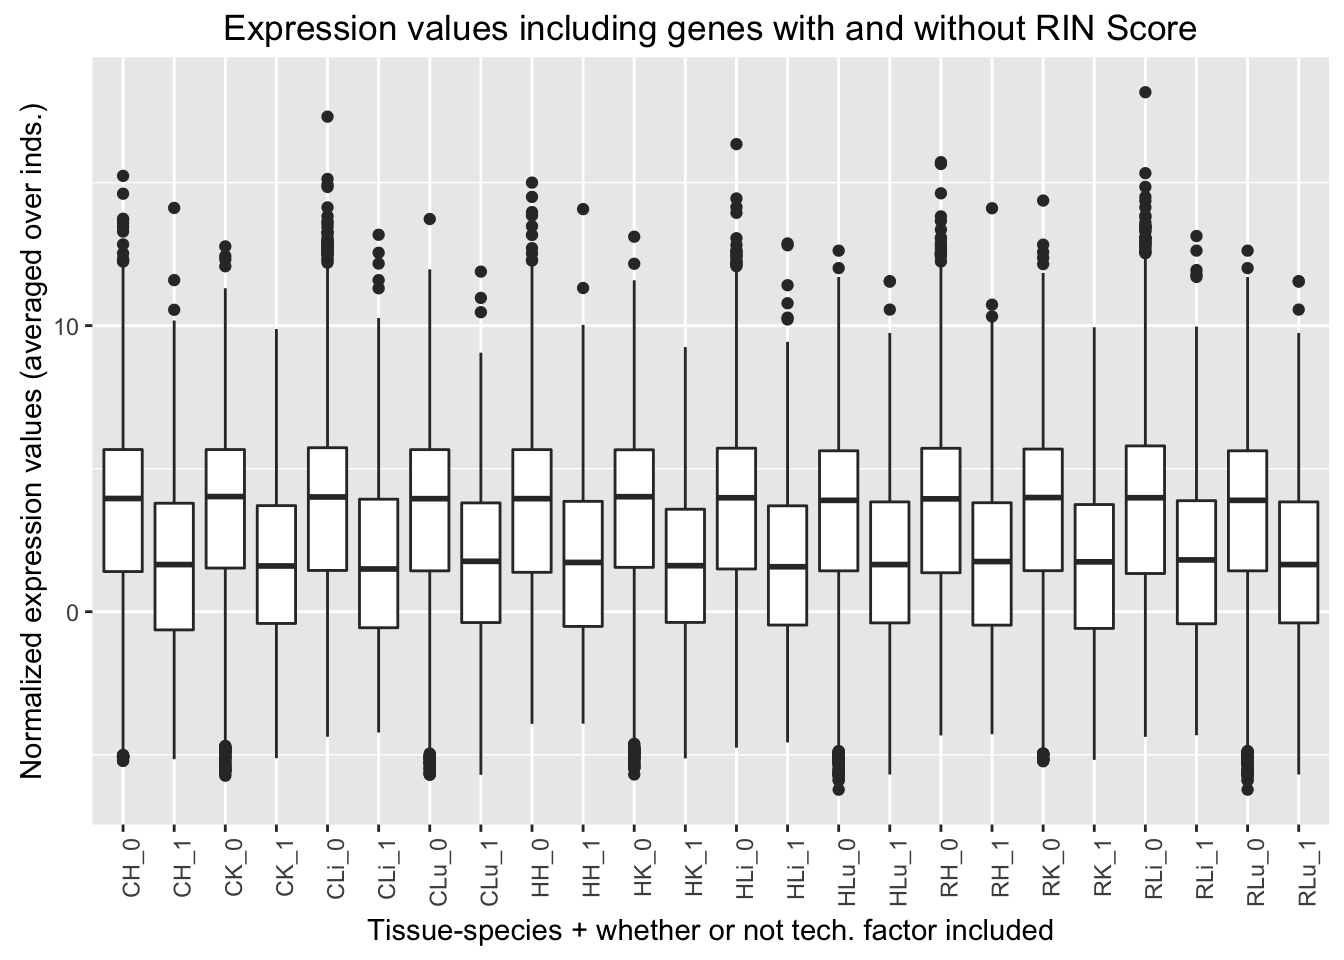 Expression values including genes with and without RIN Score
Normalized expression values (averaged over inds.)
10
0
CH_0
CH_1
CK_0
CK_1
CLi_0
CLi_1
CLu_0
CLu_1
HH_0
HH_1
HK_0
HK_1
HLi_0
HLi_1
HLu_0
HLu_1
RH_0
RH_1
RK_0
RK_1
RLi_0
RLi_1
RLu_0
RLu_1
Tissue-species + whether or not tech. factor included